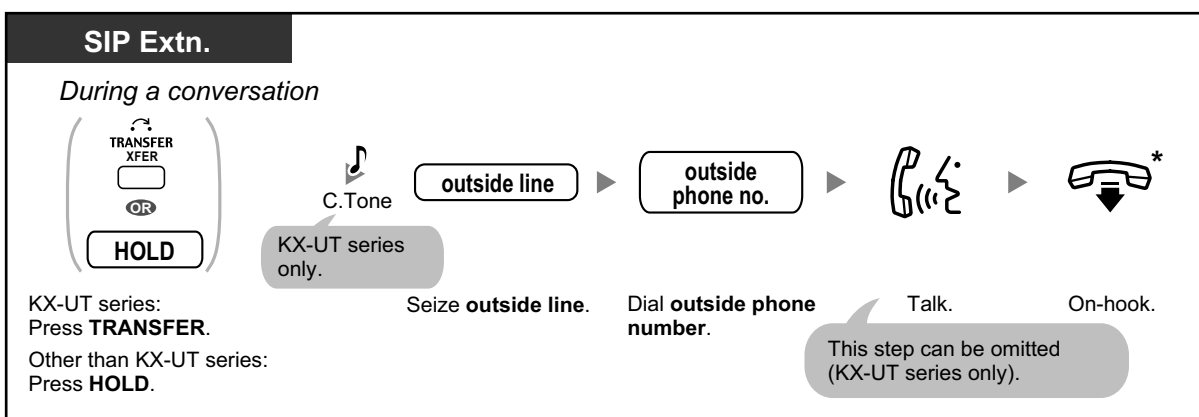 SIP Extn.
During a conversation
TRANSFER
XFER
OR
HOLD
C.Tone
KX-UT series
only.
outside line
outside
phone no.
*
KX-UT series:
Press TRANSFER.
Other than KX-UT series:
Press HOLD.
Seize outside line.
Dial outside phone
number.
Talk.
This step can be omitted
(KX-UT series only).
On-hook.